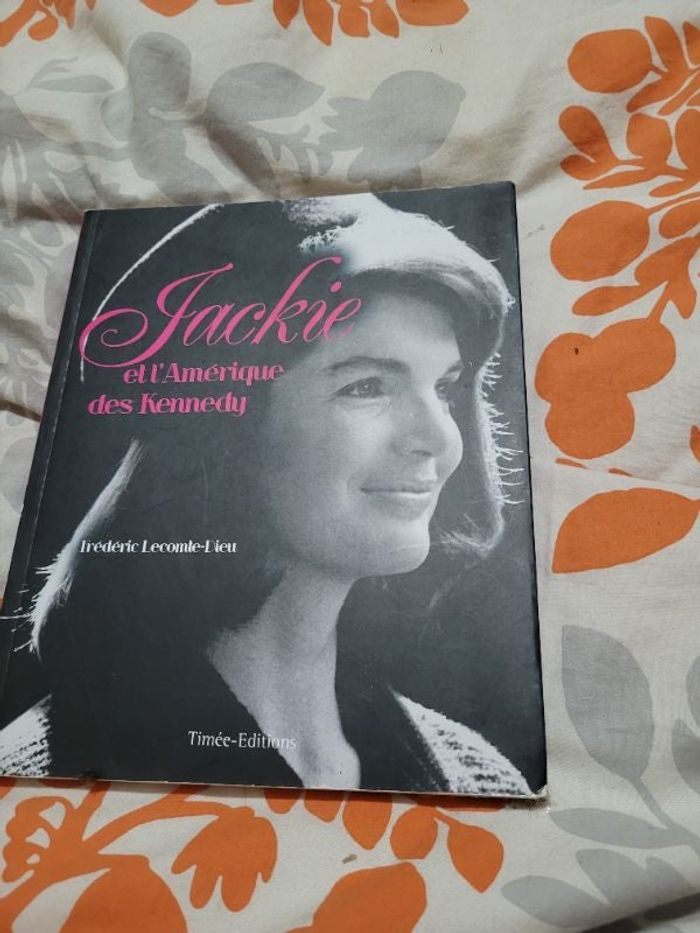 Jackie
et l'Amérique
des Kennedy
Frédéric Lecomte-Dieu
Timée-Editions